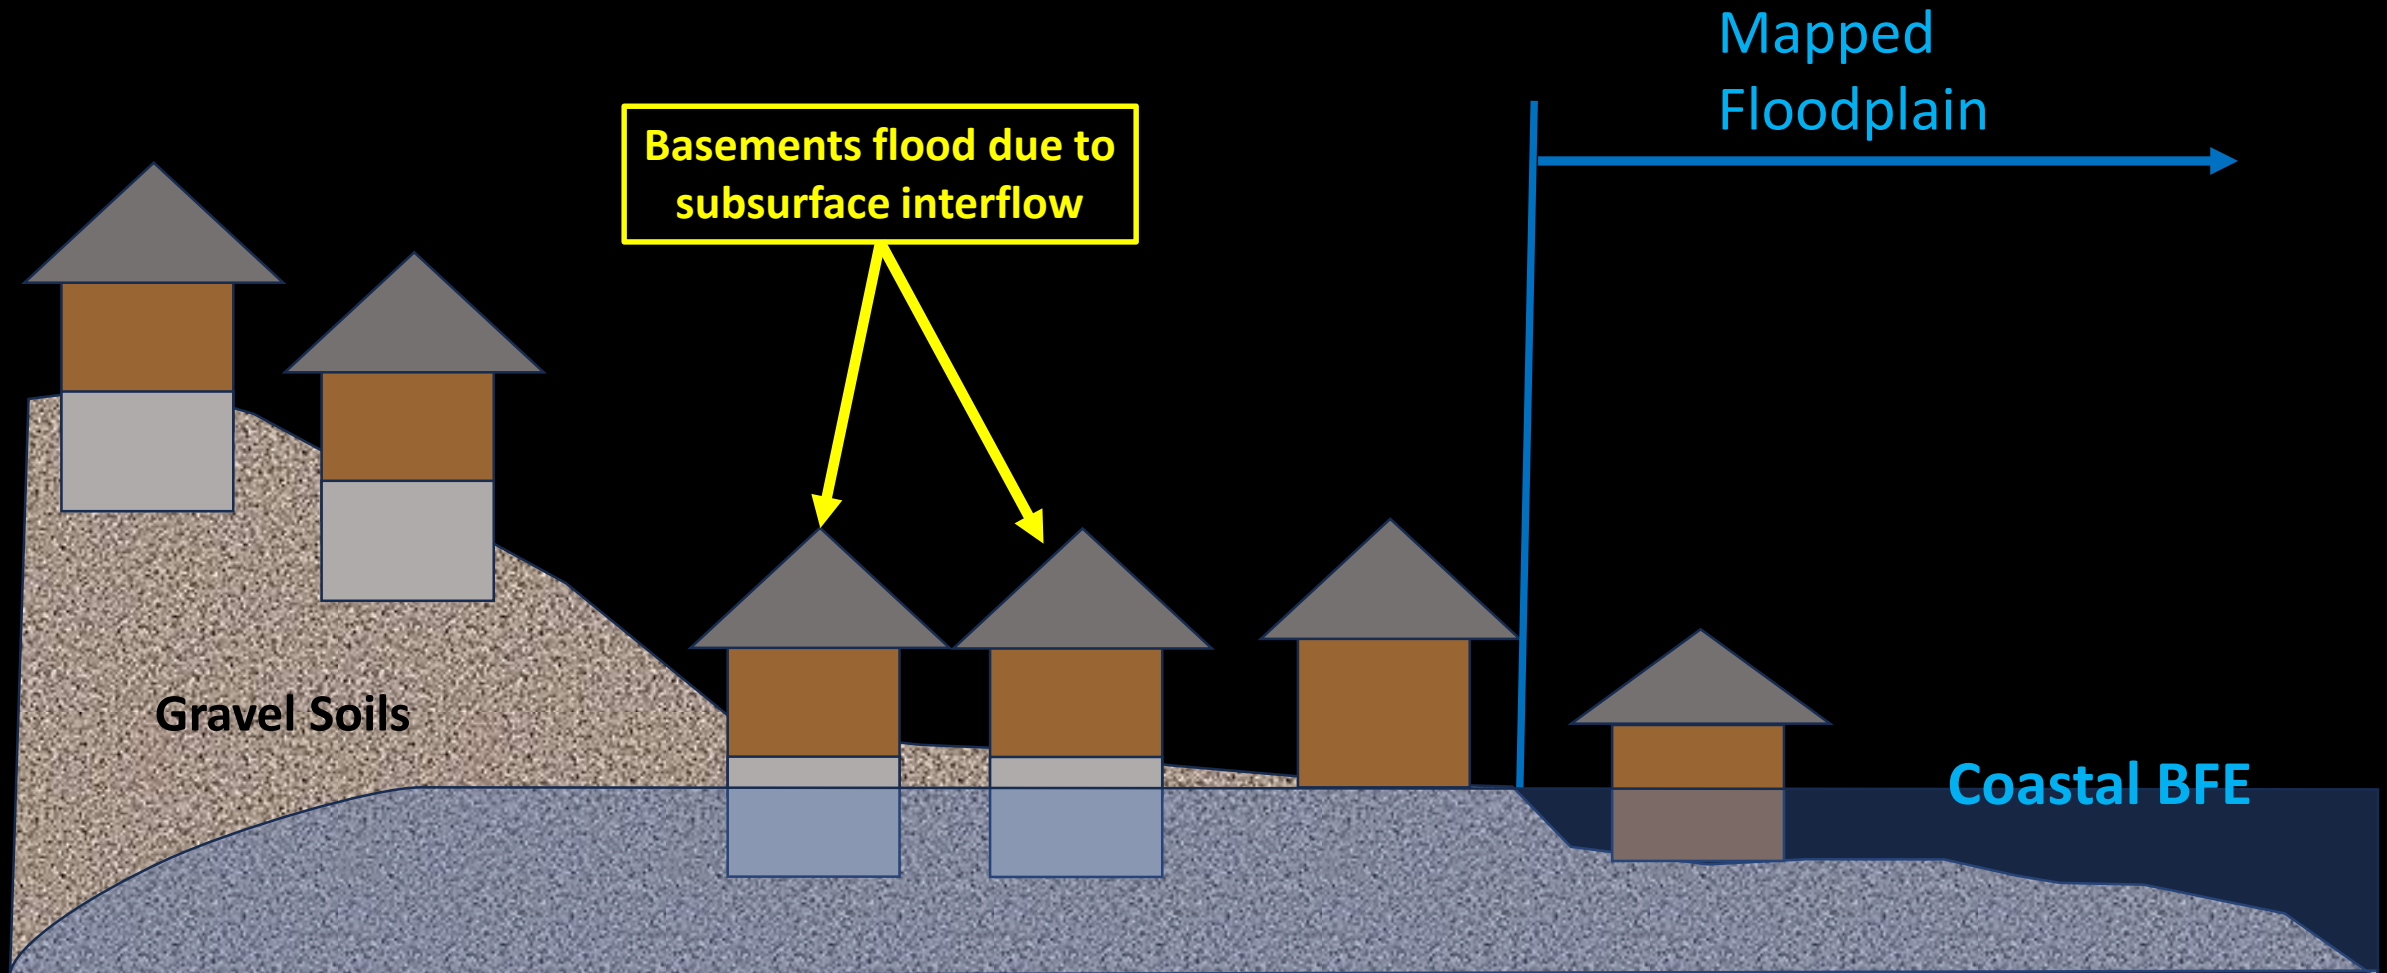 Mapped
Floodplain
Basements flood due to
subsurface interflow
Gravel Soils
Coastal BFE